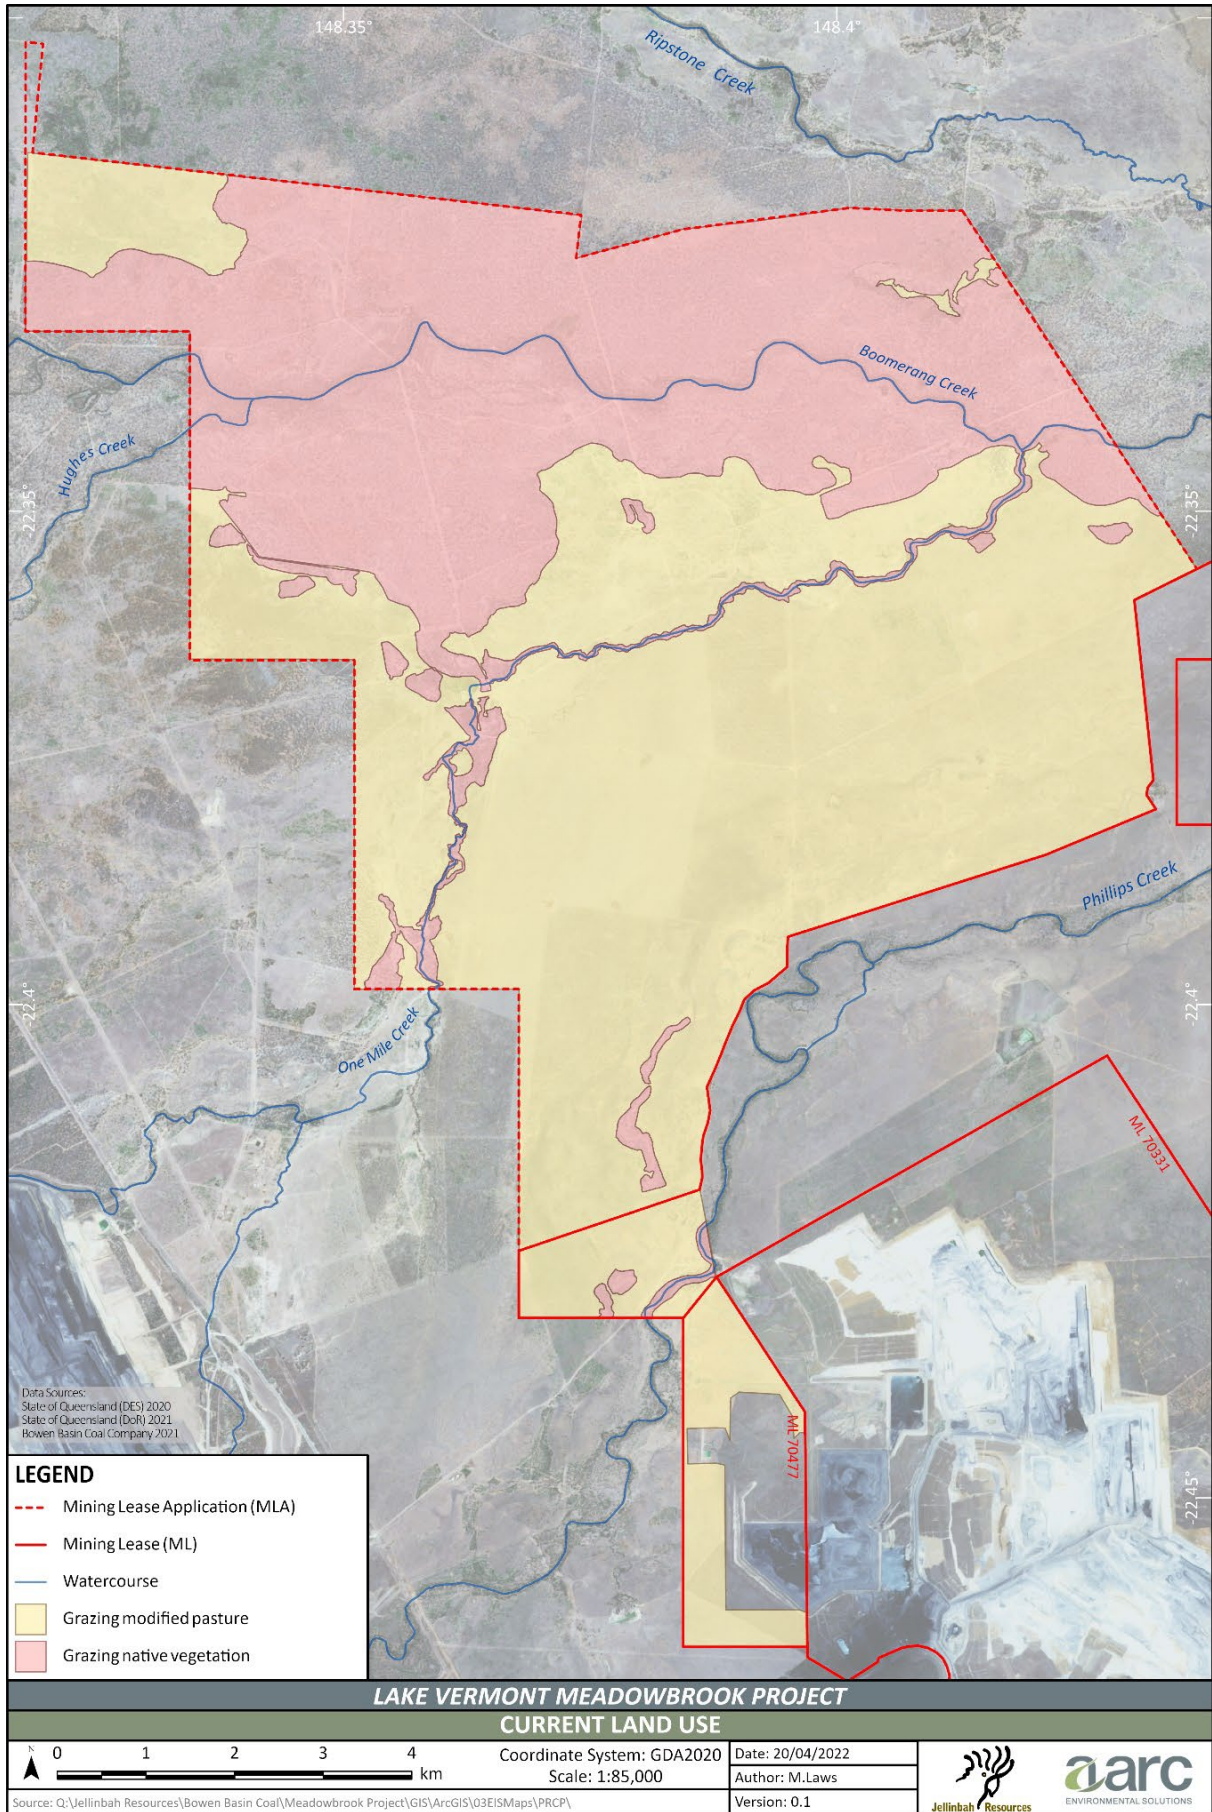 148.35°
148.4°
Ripstone Creek
Boomerang Creek
Hughes Creek
-22.35°
-22.35°
Phillips Creek
-22.4°
-22.4°
One Mile Creek
ML 70331
ML 70477
-22.45°
Data Sources:
State of Queensland (DES) 2020
State of Queensland (DoR) 2021
Bowen Basin Coal Company 2021
LEGEND
Mining Lease Application (MLA)
Mining Lease (ML)
Watercourse
Grazing modified pasture
Grazing native vegetation
LAKE VERMONT MEADOWBROOK PROJECT
CURRENT LAND USE
N
0 1 2 3 4
km
Coordinate System: GDA2020
Scale: 1:85,000
Date: 20/04/2022
Author: M.Laws
Version: 0.1
Source: Q:\Jellinbah Resources\Bowen Basin Coal\Meadowbrook Project\GIS\ArcGIS\03EISMaps\PRCP\
Jellinbah Resources
aarc
ENVIRONMENTAL SOLUTIONS